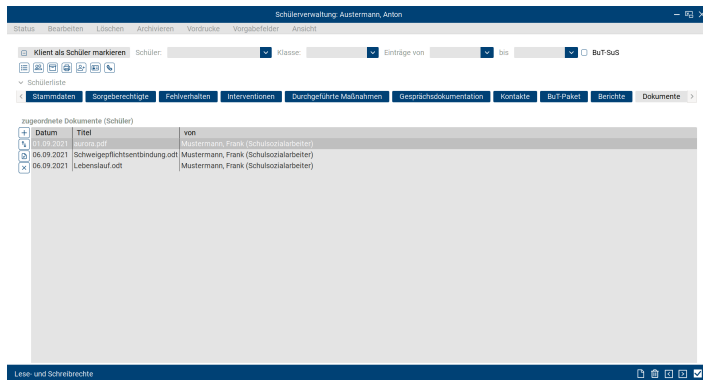 Schülerverwaltung: Austermann, Anton
Status Bearbeiten Löschen Archivieren Vordrucke Vorgabefelder Ansicht
Klient als Schüler markieren Schüler: Klasse: Einträge von bis BuT-SuS
Schülerliste
Stammdaten Sorgeberechtigte Fehlverhalten Interventionen Durchgeführte Maßnahmen Gesprächsdokumentation Kontakte BuT-Paket Berichte Dokumente
zugeordnete Dokumente (Schüler)
Datum Titel von
01.09.2021 aurora.pdf Mustermann, Frank (Schulsozialarbeiter)
06.09.2021 Schweigepflichtsentbindung.odt Mustermann, Frank (Schulsozialarbeiter)
06.09.2021 Lebenslauf.odt Mustermann, Frank (Schulsozialarbeiter)
Lese- und Schreibrechte